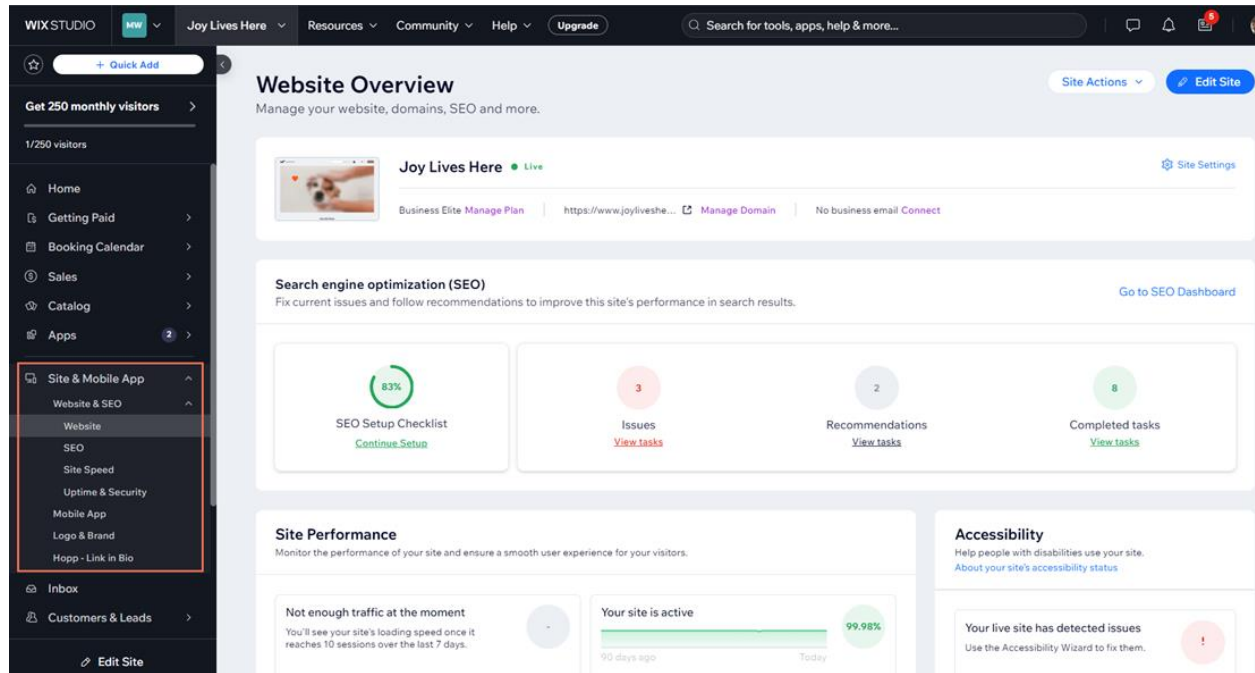 WIX STUDIO
MW
Joy Lives Here
Resources
Community
Help
Upgrade
Search for tools, apps, help & more...
5
+ Quick Add
Get 250 monthly visitors
1/250 visitors
Home
Getting Paid
Booking Calendar
Sales
Catalog
Apps
2
Site & Mobile App
Website & SEO
Website
SEO
Site Speed
Uptime & Security
Mobile App
Logo & Brand
Hopp - Link in Bio
Inbox
Customers & Leads
Edit Site
Website Overview
Manage your website, domains, SEO and more.
Site Actions
Edit Site
Joy Lives Here
Live
Site Settings
Business Elite Manage Plan
https://www.joyliveshe...
Manage Domain
No business email Connect
Search engine optimization (SEO)
Fix current issues and follow recommendations to improve this site's performance in search results.
Go to SEO Dashboard
83%
SEO Setup Checklist
Continue Setup
3
Issues
View tasks
2
Recommendations
View tasks
8
Completed tasks
View tasks
Site Performance
Monitor the performance of your site and ensure a smooth user experience for your visitors.
Not enough traffic at the moment
You'll see your site's loading speed once it
reaches 10 sessions over the last 7 days.
-
Your site is active
99.98%
90 days ago
Today
Accessibility
Help people with disabilities use your site.
About your site's accessibility status
Your live site has detected issues
Use the Accessibility Wizard to fix them.
!